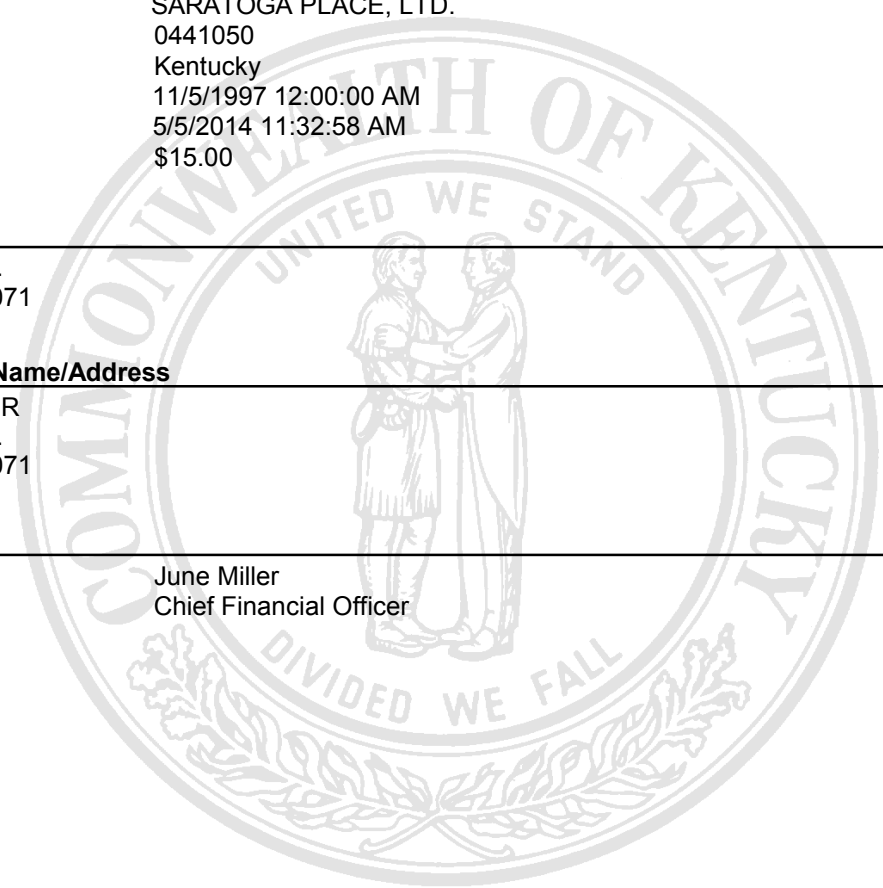 SARATOGA PLACE, LTD.
0441050
Kentucky
11/5/1997 12:00:00 AM
5/5/2014 11:32:58 AM
$15.00
071
Name/Address
R
071
June Miller
Chief Financial Officer
COMMONWEALTH OF KENTUCKY
UNITED WE STAND
DIVIDED WE FALL